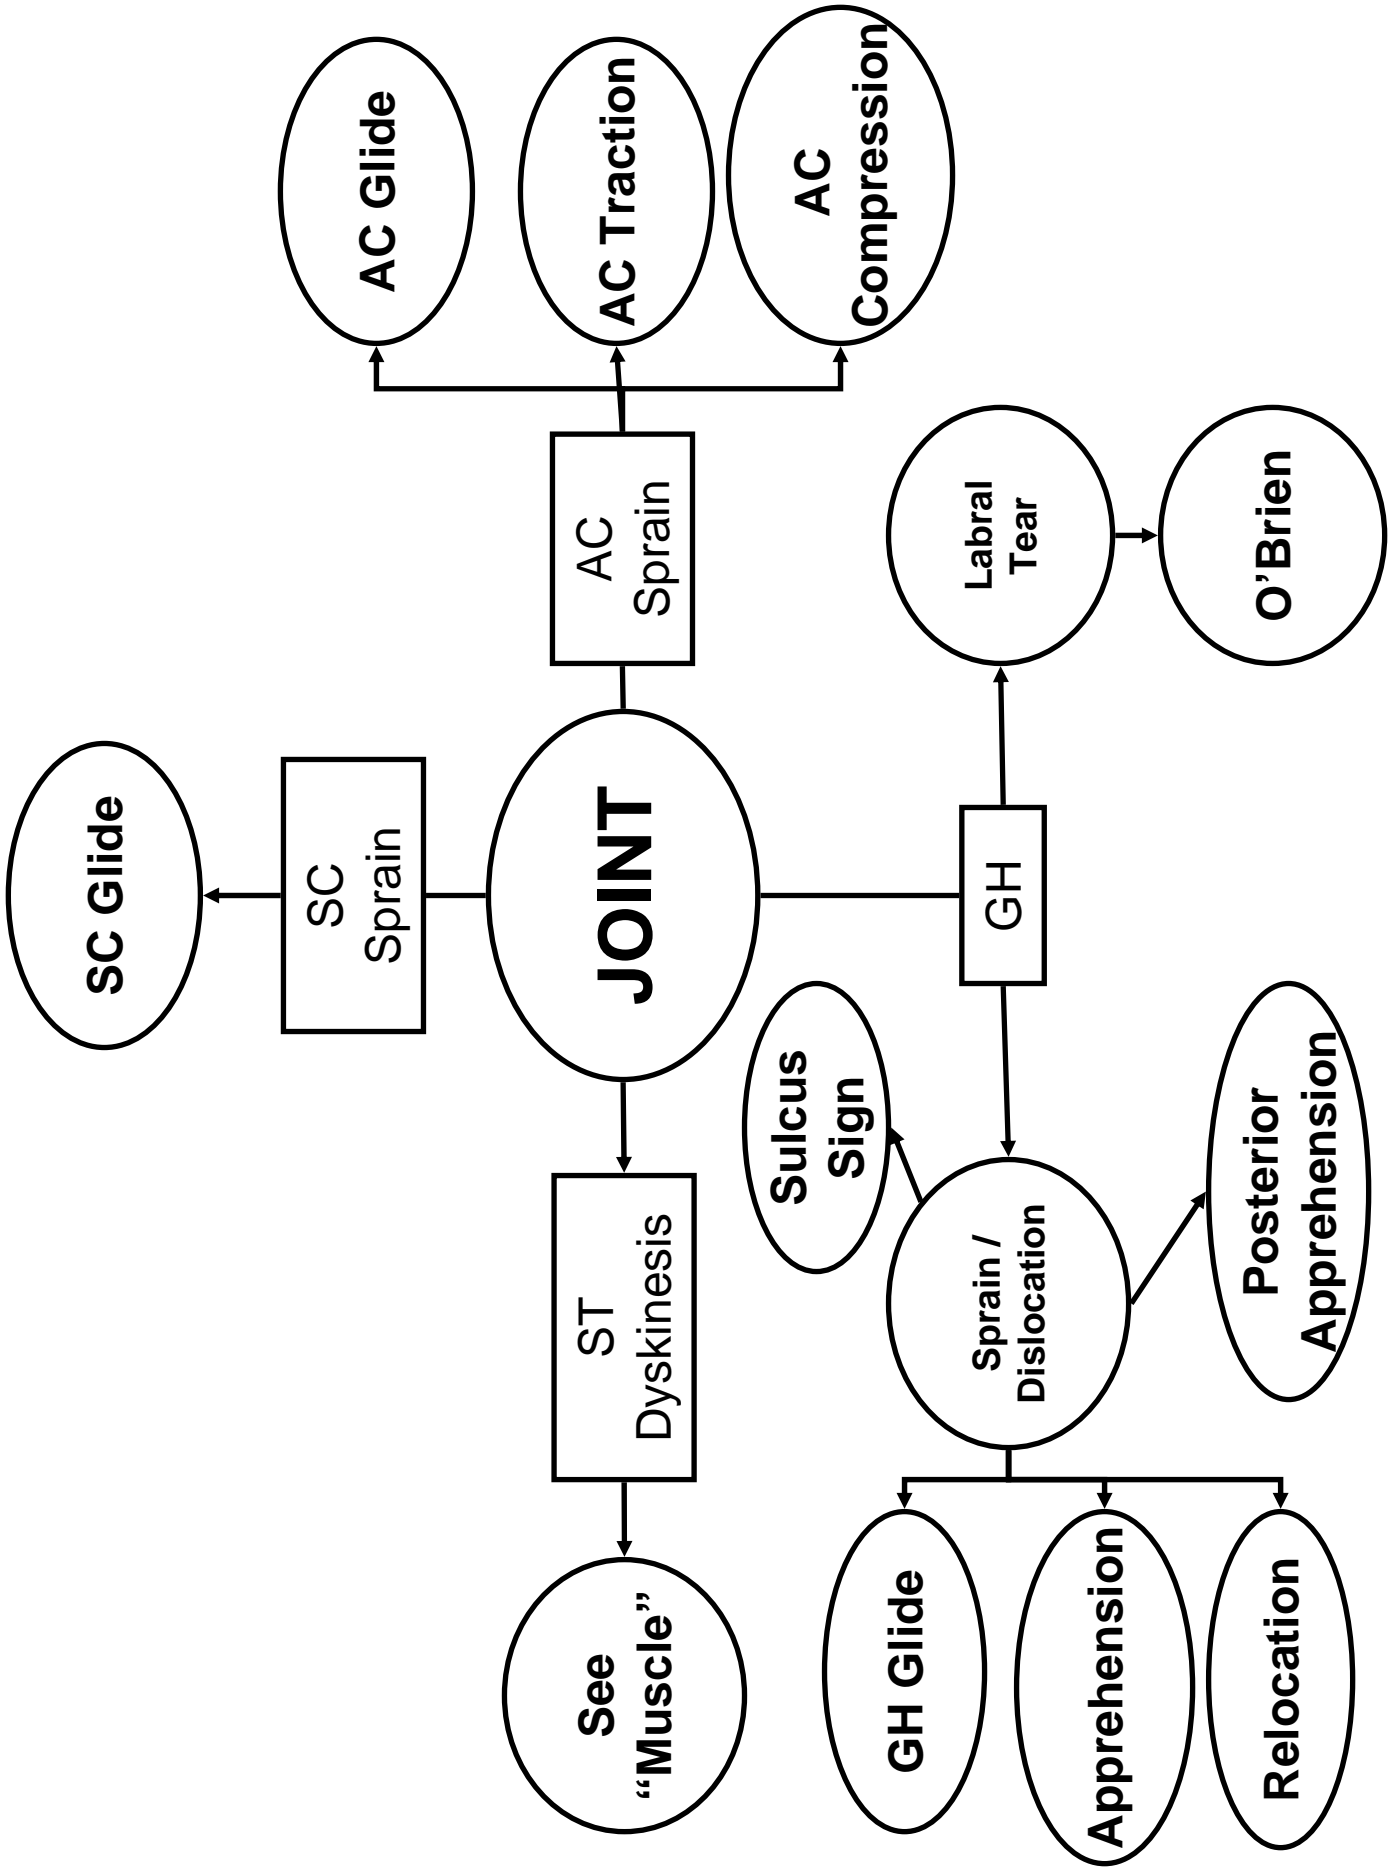 SC Glide
SC
Sprain
AC Glide
See
“Muscle”
ST
Dyskinesis
JOINT
AC
Sprain
AC Traction
Sulcus
Sign
AC
Compression
GH Glide
Sprain /
Dislocation
GH
Labral
Tear
Apprehension
Posterior
Apprehension
Relocation
O’Brien